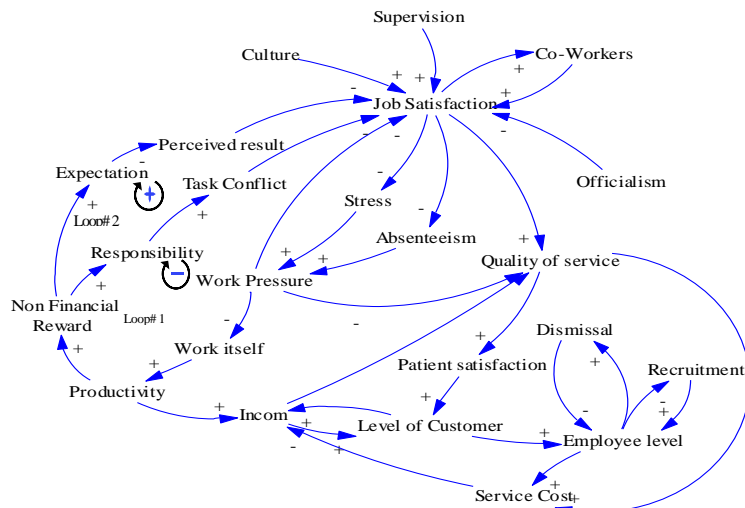 Supervision
Culture
Co-Workers
+
+
+
+
-
Job Satisfaction
-
-
-
Perceived result
-
Expectation
Task Conflict
-
Officialism
+
Stress
+
Loop#2
-
Absenteeism
Responsibility
+
+
+
Quality of service
+
Work Pressure
Non Financial
Reward
Loop#1
-
-
Dismissal
+
Work itself
+
Patient satisfaction
+
Recruitment
+
Productivity
+
-
-
+
+
Incom
+
Level of Customer
+
Employee level
-
+
+
Service Cost
+